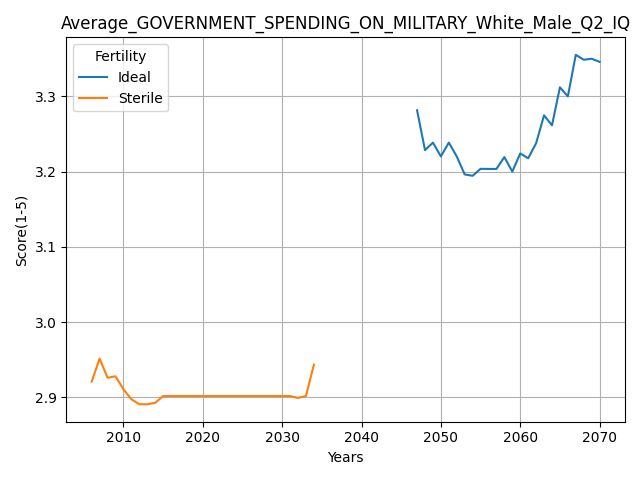 Average_GOVERNMENT_SPENDING_ON_MILITARY_White_Male_Q2_IQ
Fertility
Ideal
Sterile
Score(1-5)
3.3
3.2
3.1
3.0
2.9
2010 2020 2030 2040 2050 2060 2070
Years